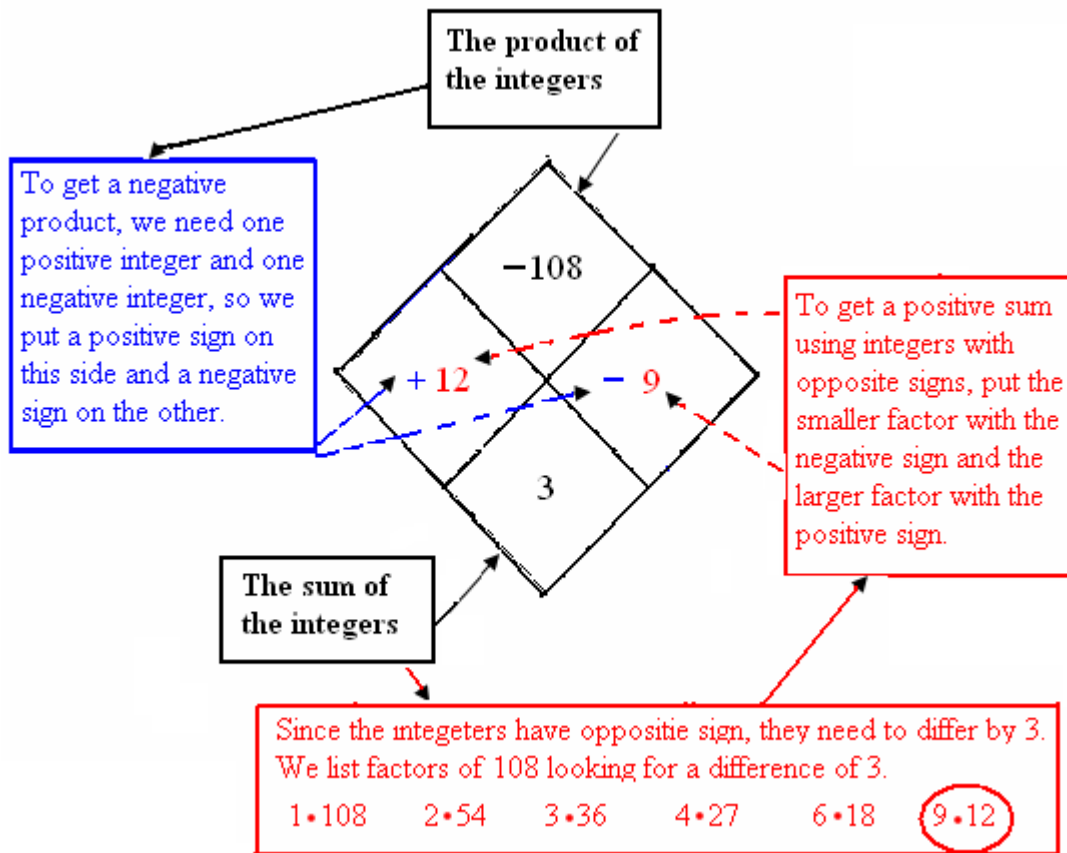 The product of
the integers
To get a negative
product, we need one
positive integer and one
negative integer, so we
put a positive sign on
this side and a negative
sign on the other.
−108
+ 12
− 9
3
To get a positive sum
using integers with
opposite signs, put the
smaller factor with the
negative sign and the
larger factor with the
positive sign.
The sum of
the integers
Since the integeters have oppositie sign, they need to differ by 3.
We list factors of 108 looking for a difference of 3.
1•108 2•54 3•36 4•27 6•18 9•12